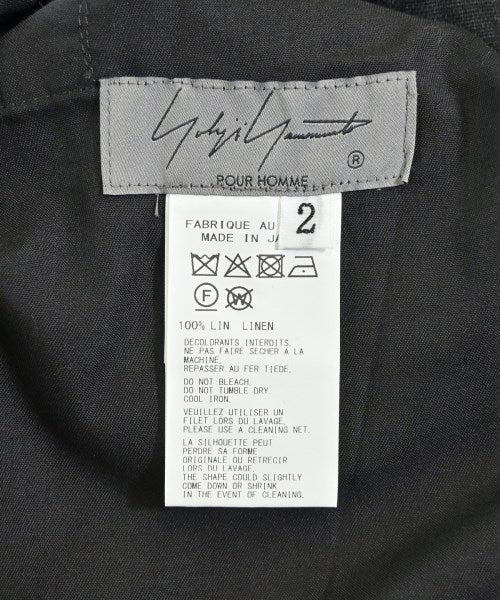 Yohji Yamamoto
®
POUR HOMME
2
FABRIQUE AU
MADE IN JA
F W
100% LIN LINEN
DÉCOLORANTS INTERDITS.
NE PAS FAIRE SÉCHER A LA
MACHINE.
REPASSER AU FER TIEDE.
DO NOT BLEACH.
DO NOT TUMBLE DRY.
COOL IRON.
VEUILLEZ UTILISER UN
FILET LORS DU LAVAGE.
PLEASE USE A CLEANING NET.
LA SILHOUETTE PEUT
PERDRE SA FORME
ORIGINALE OU RETRECIR
LORS DU LAVAGE.
THE SHAPE COULD SLIGHTLY
COME DOWN OR SHRINK
IN THE EVENT OF CLEANING.